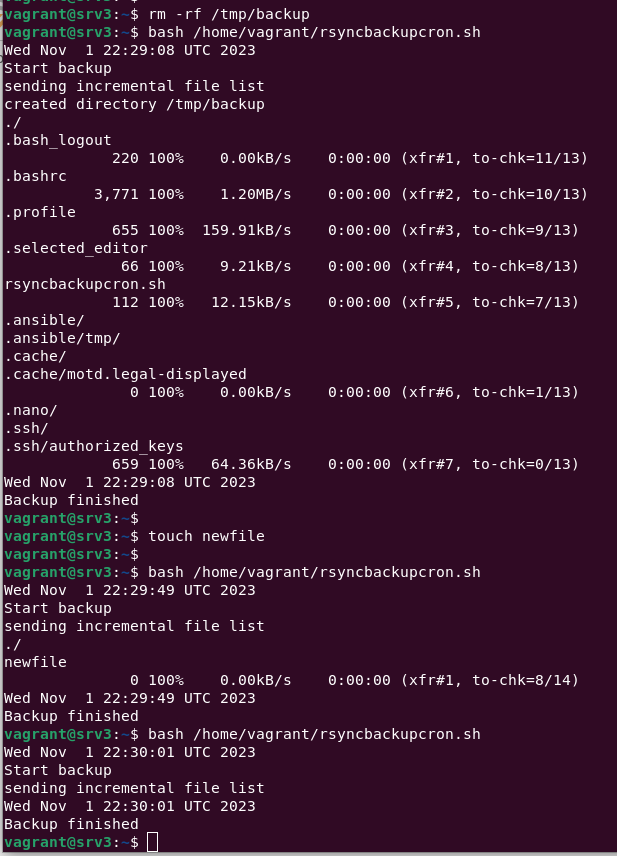 vagrant@srv3:~$ rm -rf /tmp/backup
vagrant@srv3:~$ bash /home/vagrant/rsyncbackupcron.sh
Wed Nov  1 22:29:08 UTC 2023
Start backup
sending incremental file list
created directory /tmp/backup
./
.bash_logout
            220 100%    0.00kB/s    0:00:00 (xfr#1, to-chk=11/13)
.bashrc
          3,771 100%    1.20MB/s    0:00:00 (xfr#2, to-chk=10/13)
.profile
            655 100%  159.91kB/s    0:00:00 (xfr#3, to-chk=9/13)
.selected_editor
             66 100%    9.21kB/s    0:00:00 (xfr#4, to-chk=8/13)
rsyncbackupcron.sh
            112 100%   12.15kB/s    0:00:00 (xfr#5, to-chk=7/13)
.ansible/
.ansible/tmp/
.cache/
.cache/motd.legal-displayed
              0 100%    0.00kB/s    0:00:00 (xfr#6, to-chk=1/13)
.nano/
.ssh/
.ssh/authorized_keys
            659 100%   64.36kB/s    0:00:00 (xfr#7, to-chk=0/13)
Wed Nov  1 22:29:08 UTC 2023
Backup finished
vagrant@srv3:~$
vagrant@srv3:~$ touch newfile
vagrant@srv3:~$
vagrant@srv3:~$ bash /home/vagrant/rsyncbackupcron.sh
Wed Nov  1 22:29:49 UTC 2023
Start backup
sending incremental file list
./
newfile
              0 100%    0.00kB/s    0:00:00 (xfr#1, to-chk=8/14)
Wed Nov  1 22:29:49 UTC 2023
Backup finished
vagrant@srv3:~$ bash /home/vagrant/rsyncbackupcron.sh
Wed Nov  1 22:30:01 UTC 2023
Start backup
sending incremental file list
Wed Nov  1 22:30:01 UTC 2023
Backup finished
vagrant@srv3:~$